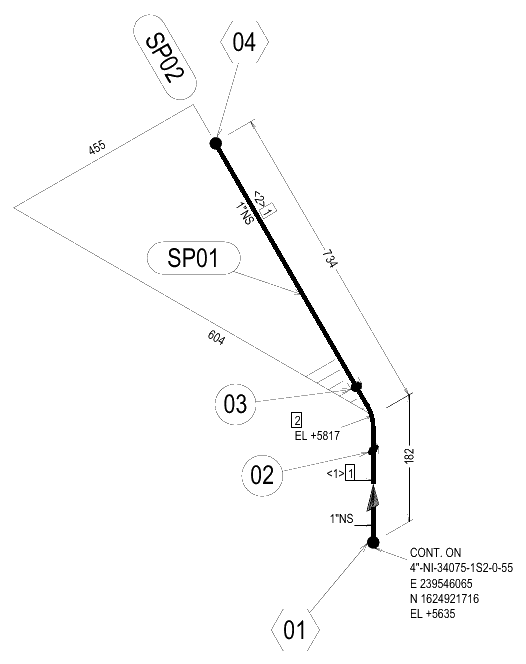 SP02
04
455
<2> 1
1"NS
SP01
734
604
03
2
EL +5817
182
02
<1> 1
1"NS
CONT. ON
4"-NI-34075-1S2-0-55
E 239546065
N 1624921716
EL +5635
01